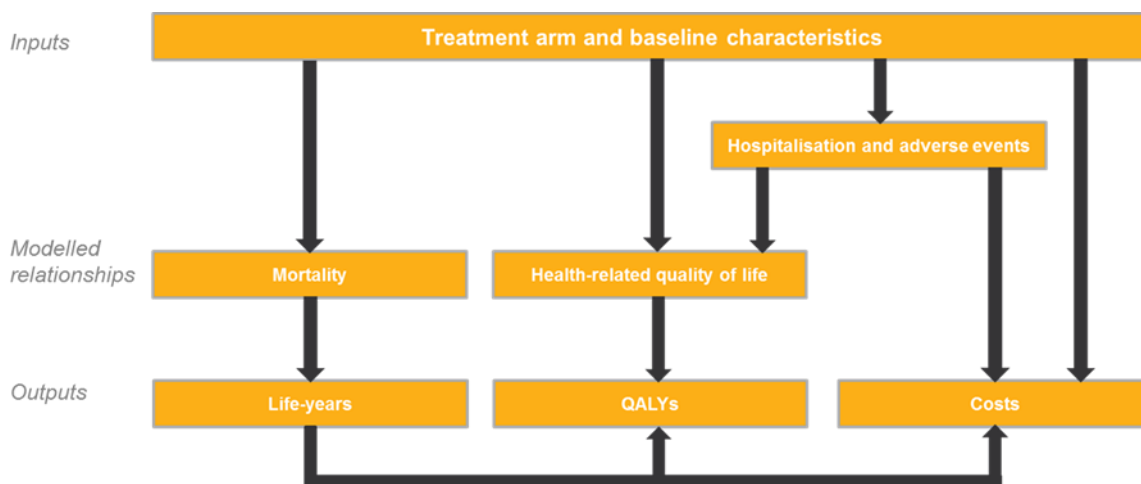 Inputs
Treatment arm and baseline characteristics
Hospitalisation and adverse events
Modelled
relationships
Mortality
Health-related quality of life
Outputs
Life-years
QALYs
Costs